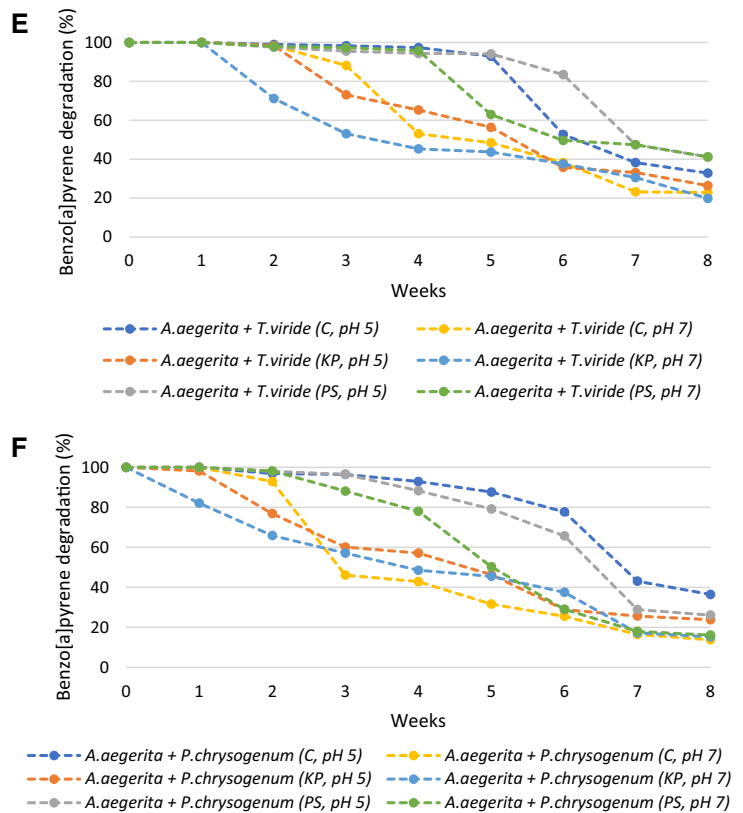 E
Benzo[a]pyrene degradation (%)
100
80
60
40
20
0
0 1 2 3 4 5 6 7 8
Weeks
A.aegerita + T.viride (C, pH 5) A.aegerita + T.viride (C, pH 7)
A.aegerita + T.viride (KP, pH 5) A.aegerita + T.viride (KP, pH 7)
A.aegerita + T.viride (PS, pH 5) A.aegerita + T.viride (PS, pH 7)
F
Benzo[a]pyrene degradation (%)
100
80
60
40
20
0
0 1 2 3 4 5 6 7 8
Weeks
A.aegerita + P.chrysogenum (C, pH 5) A.aegerita + P.chrysogenum (C, pH 7)
A.aegerita + P.chrysogenum (KP, pH 5) A.aegerita + P.chrysogenum (KP, pH 7)
A.aegerita + P.chrysogenum (PS, pH 5) A.aegerita + P.chrysogenum (PS, pH 7)